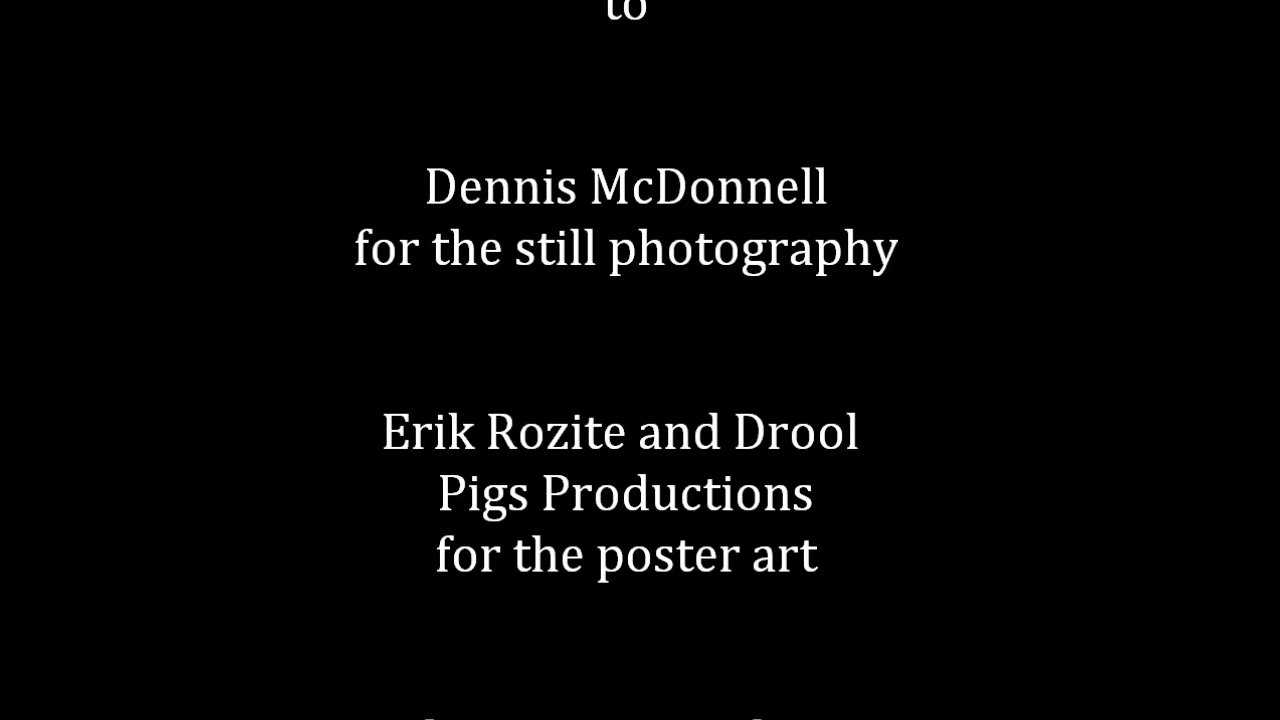 to
Dennis McDonnell
for the still photography
Erik Rozite and Drool
Pigs Productions
for the poster art